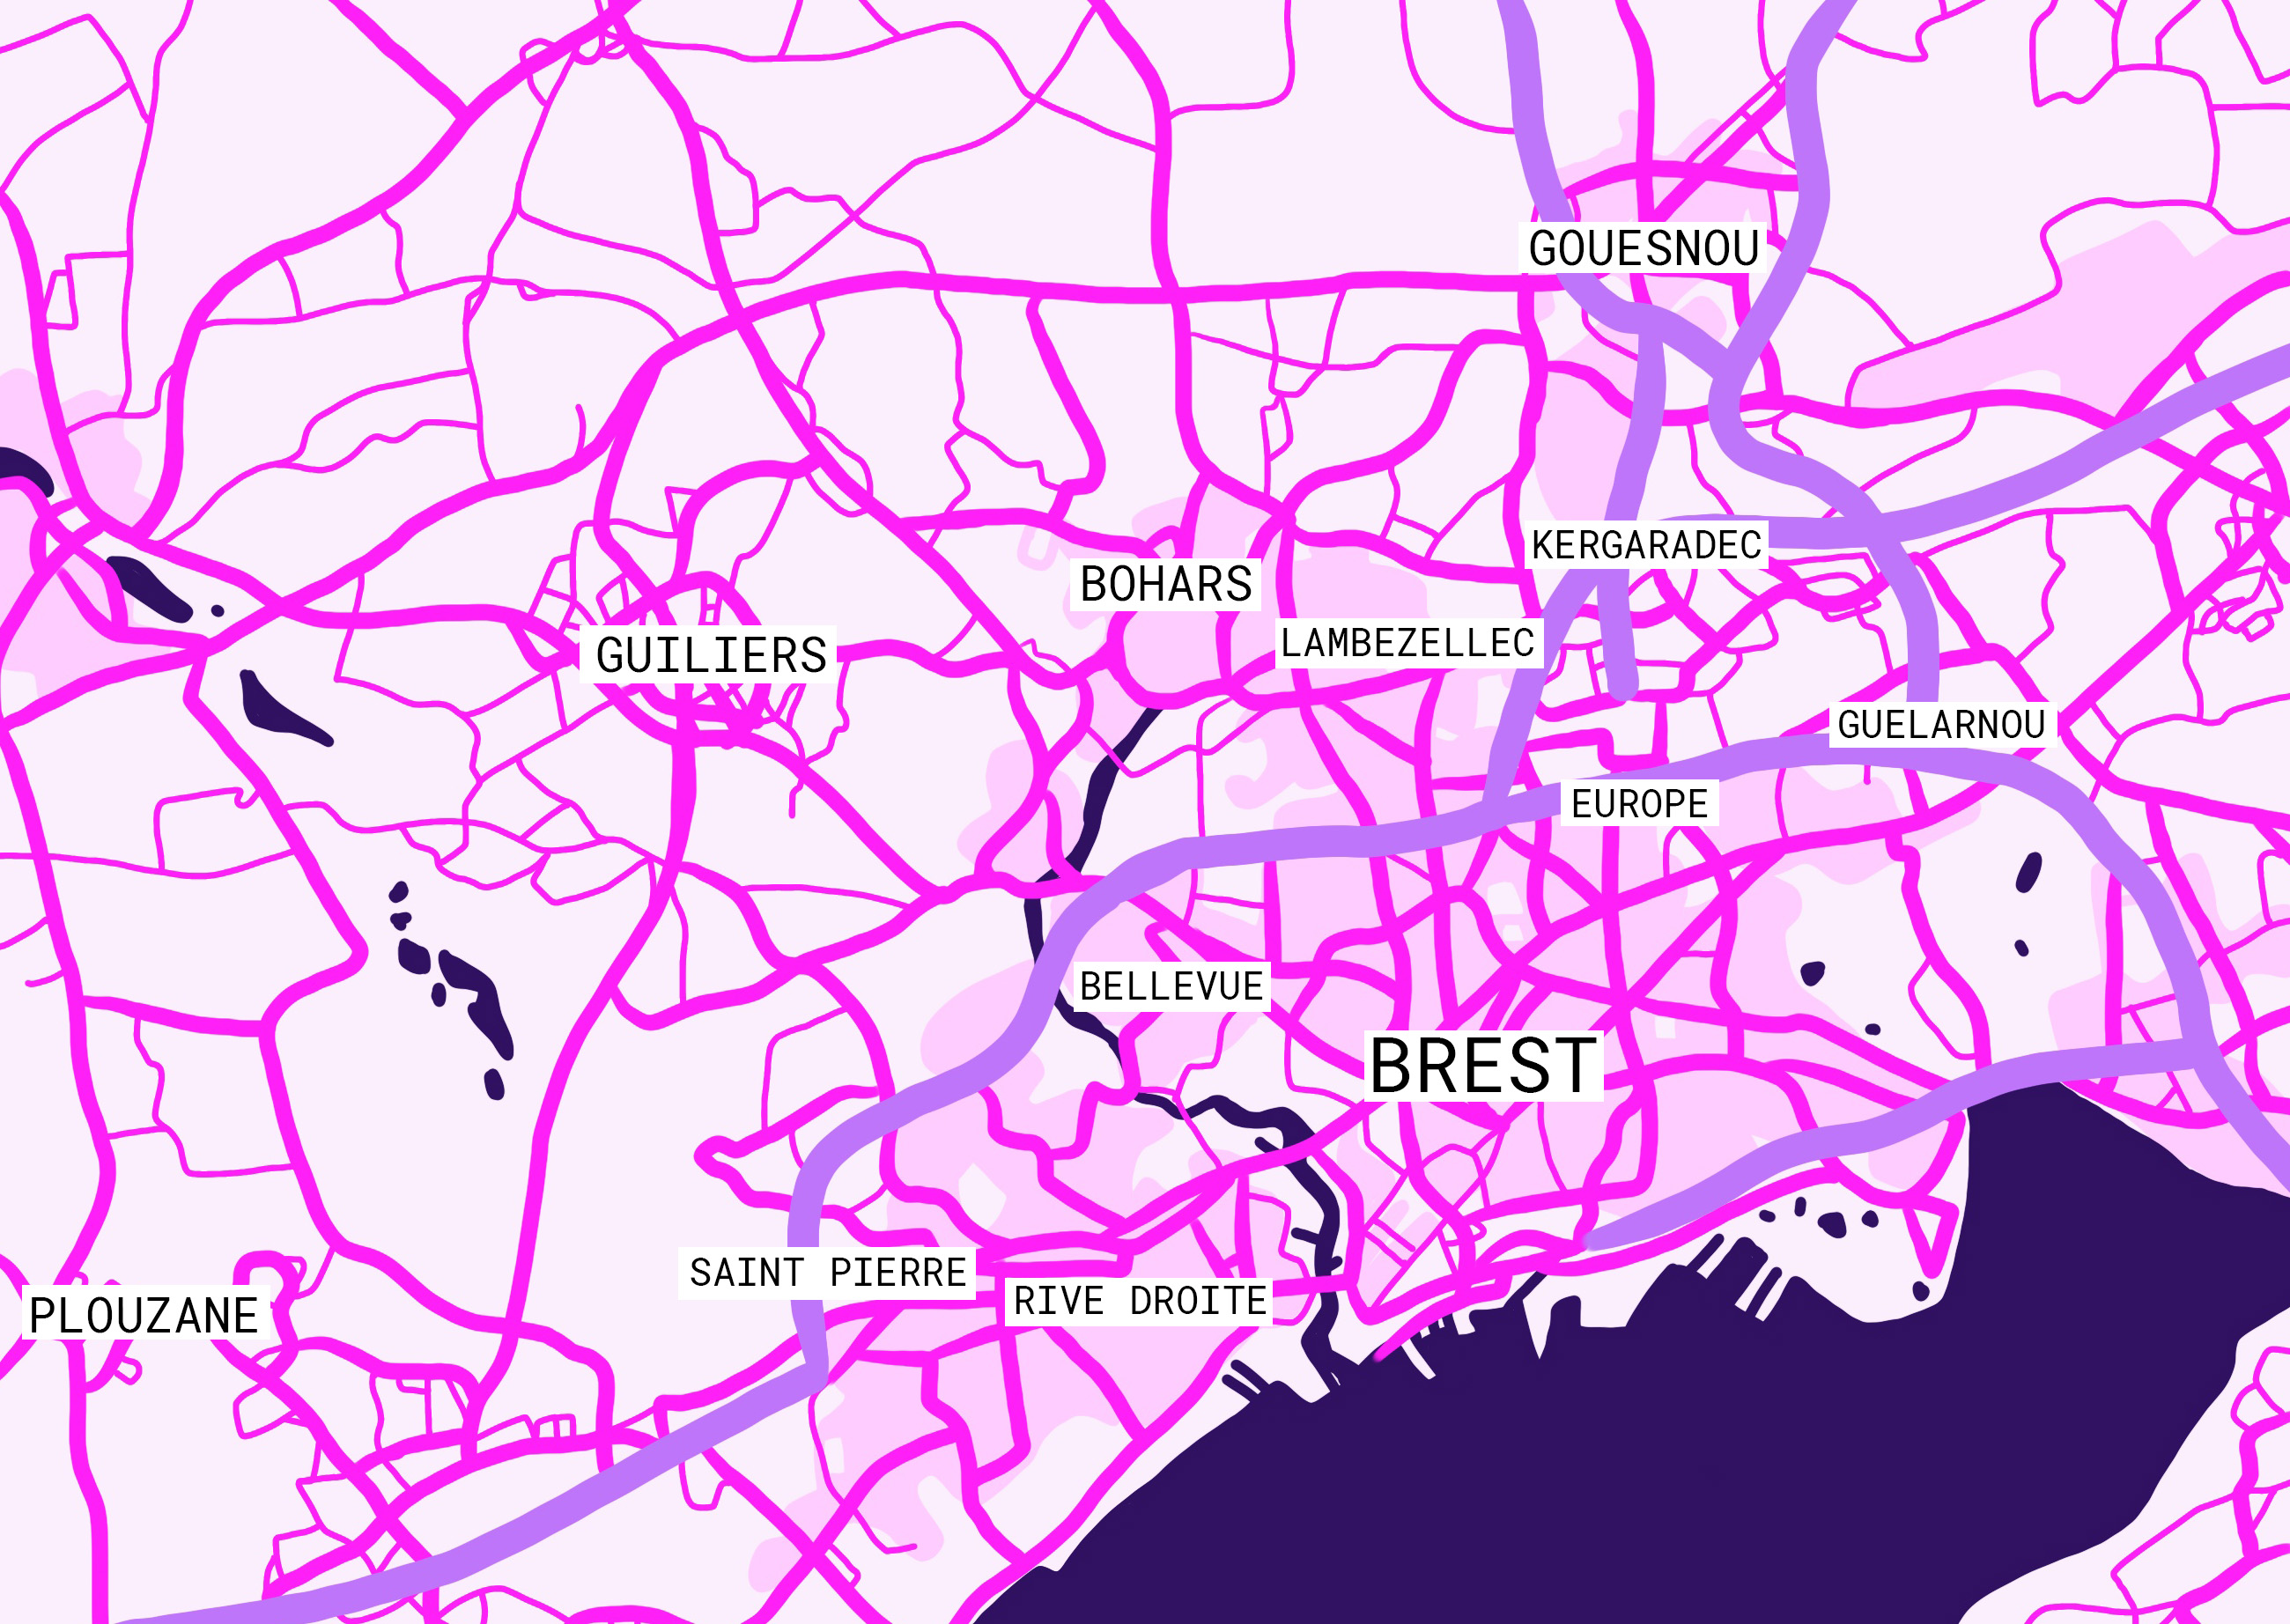 GOUESNOU
KERGARADEC
BOHARS
LAMBEZELLEC
GUILIERS
GUELARNOU
EUROPE
BELLEVUE
BREST
SAINT PIERRE
RIVE DROITE
PLOUZANE